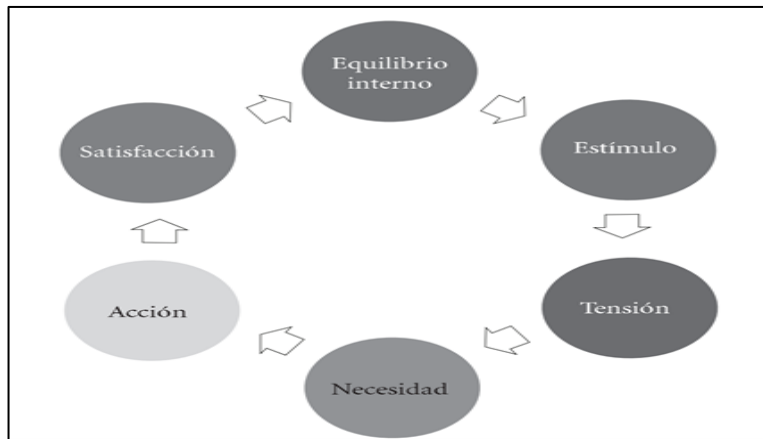 Equilibrio
interno
Estímulo
Tensión
Necesidad
Acción
Satisfacción